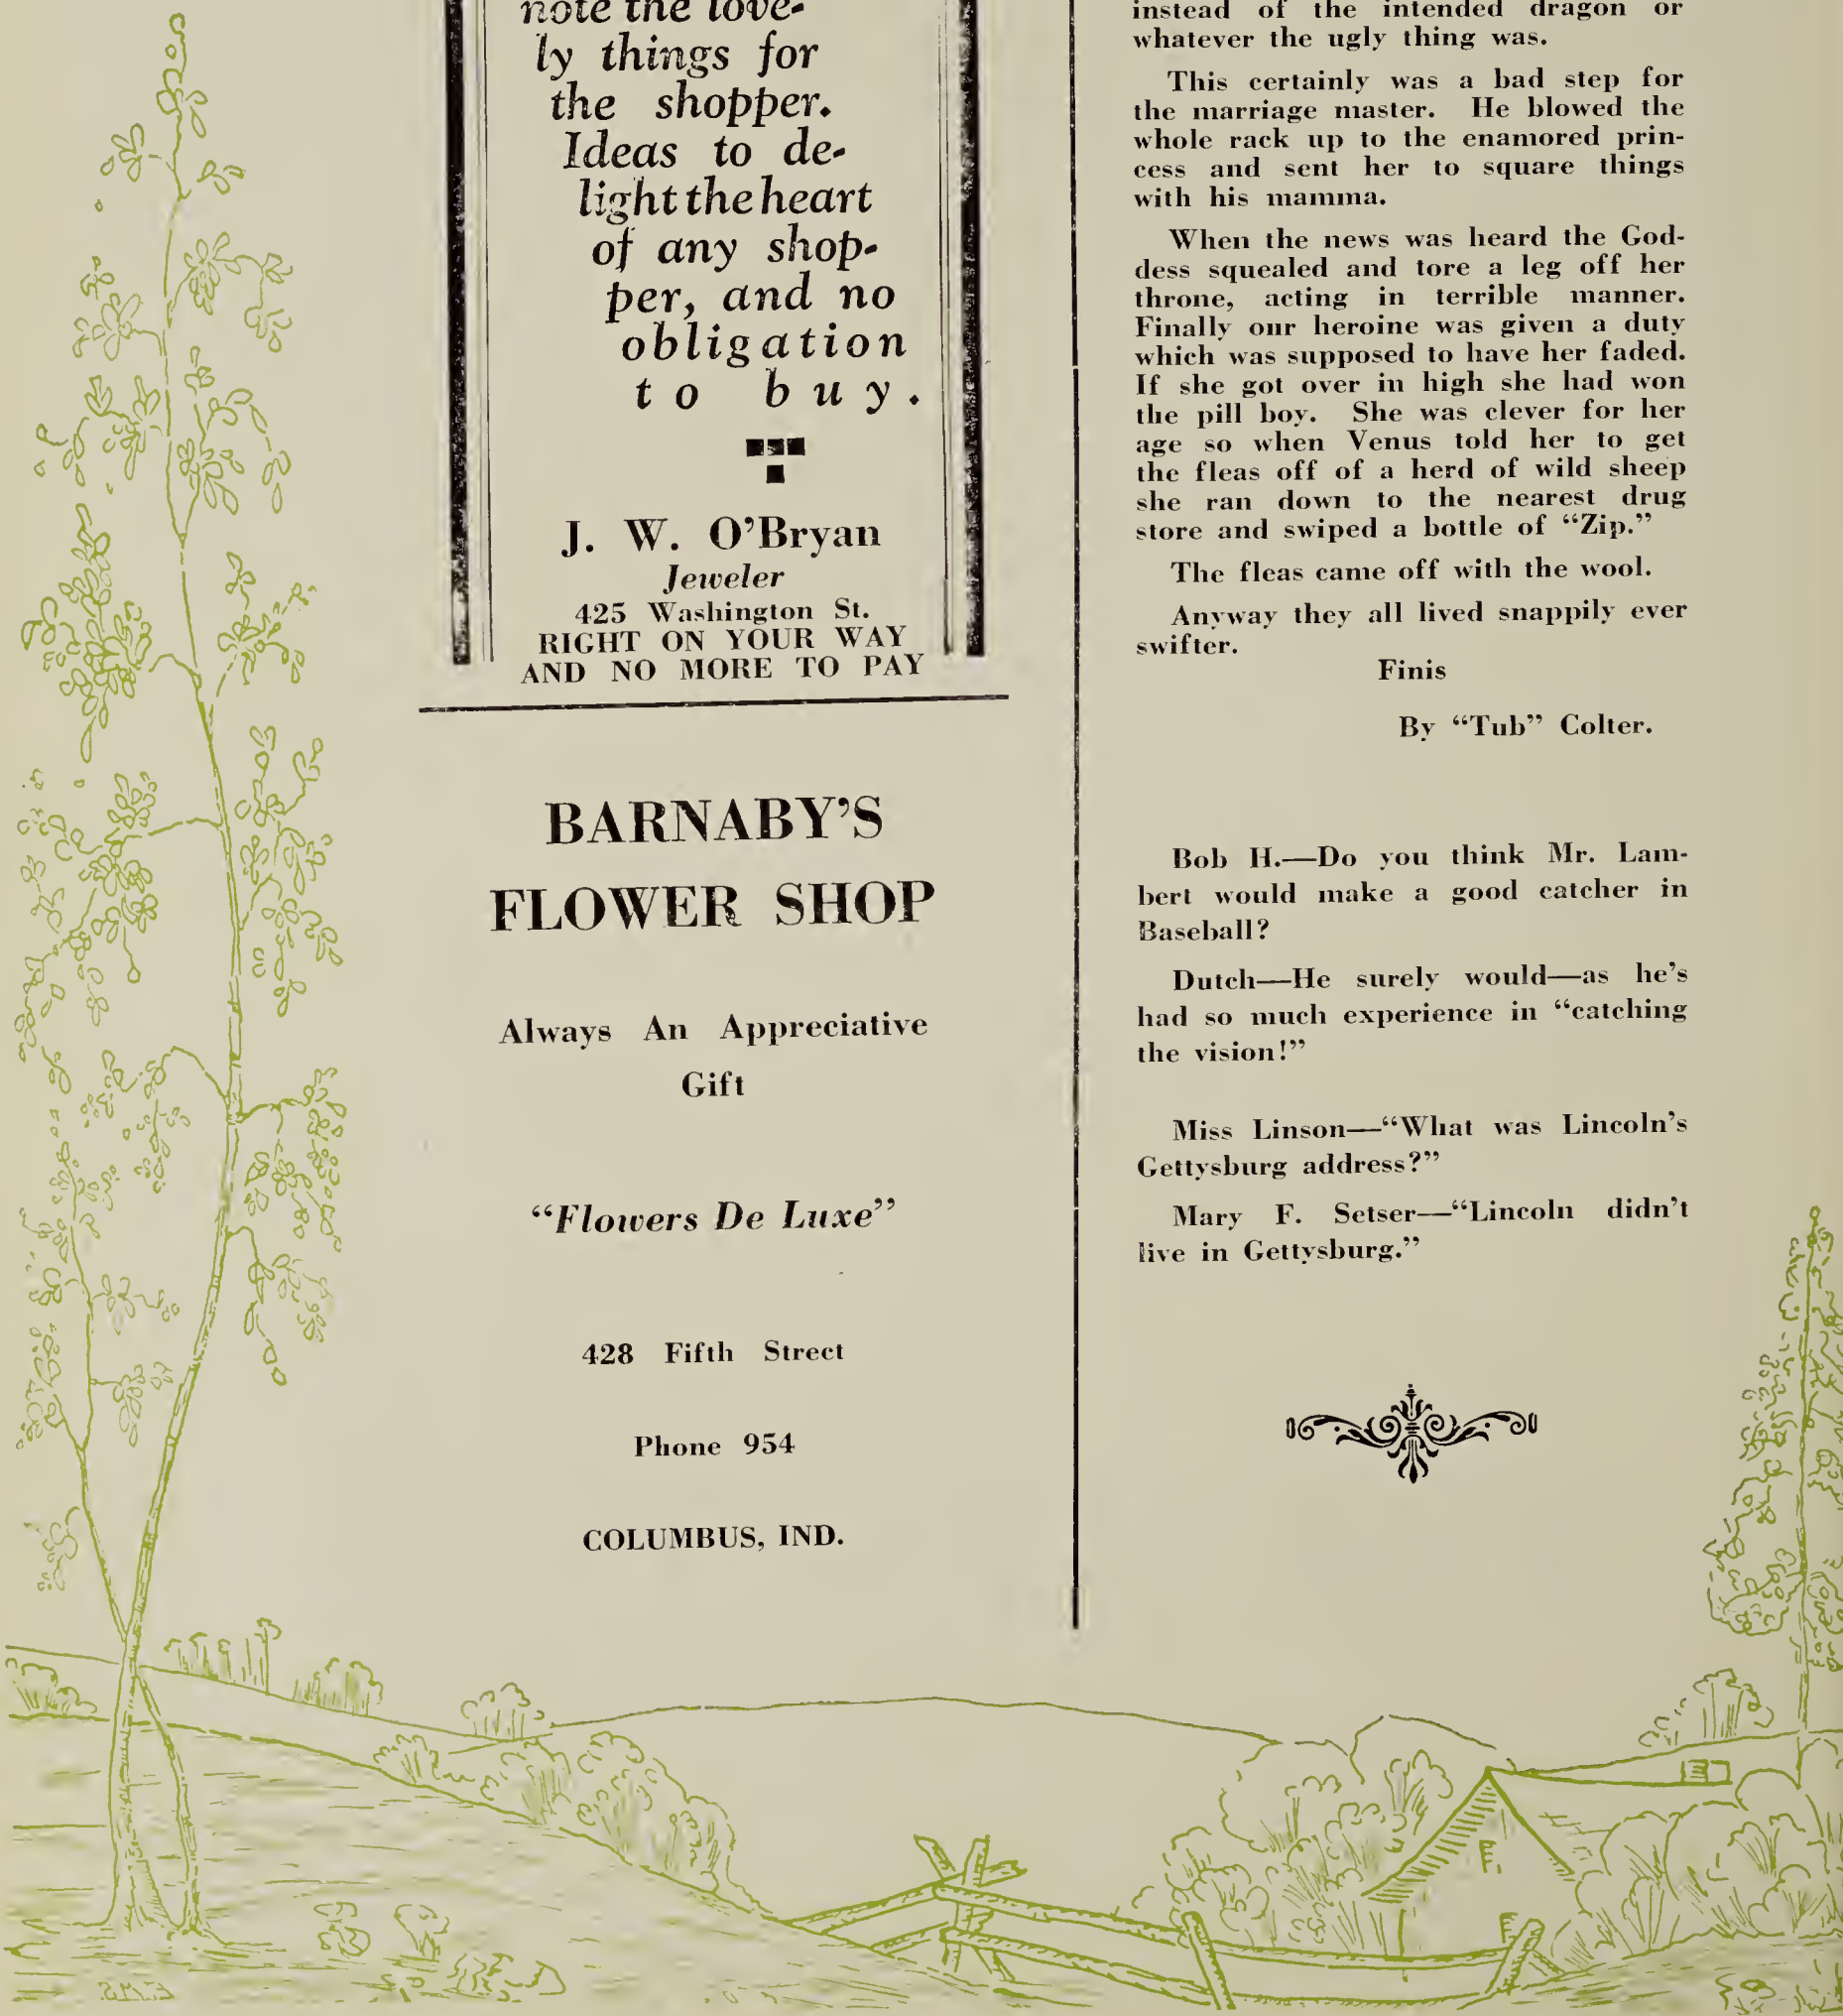 note the love-
ly things for
the shopper.
Ideas to de-
light the heart
of any shop-
per, and no
obligation
to buy.
J. W. O'Bryan
Jeweler
425 Washington St.
RIGHT ON YOUR WAY
AND NO MORE TO PAY
BARNABY'S
FLOWER SHOP
Always An Appreciative
Gift
"Flowers De Luxe"
428 Fifth Street
Phone 954
COLUMBUS, IND.
instead of the intended dragon or
whatever the ugly thing was.
This certainly was a bad step for
the marriage master. He blowed the
whole rack up to the enamored prin-
cess and sent her to square things
with his mamma.
When the news was heard the God-
dess squealed and tore a leg off her
throne, acting in terrible manner.
Finally our heroine was given a duty
which was supposed to have her faded.
If she got over in high she had won
the pill boy. She was clever for her
age so when Venus told her to get
the fleas off of a herd of wild sheep
she ran down to the nearest drug
store and swiped a bottle of "Zip."
The fleas came off with the wool.
Anyway they all lived snappily ever
swifter.
Finis
By "Tub" Colter.
Bob H.—Do you think Mr. Lam-
bert would make a good catcher in
Baseball?
Dutch—He surely would—as he's
had so much experience in "catching
the vision!"
Miss Linson—"What was Lincoln's
Gettysburg address?"
Mary F. Setser—"Lincoln didn't
live in Gettysburg."